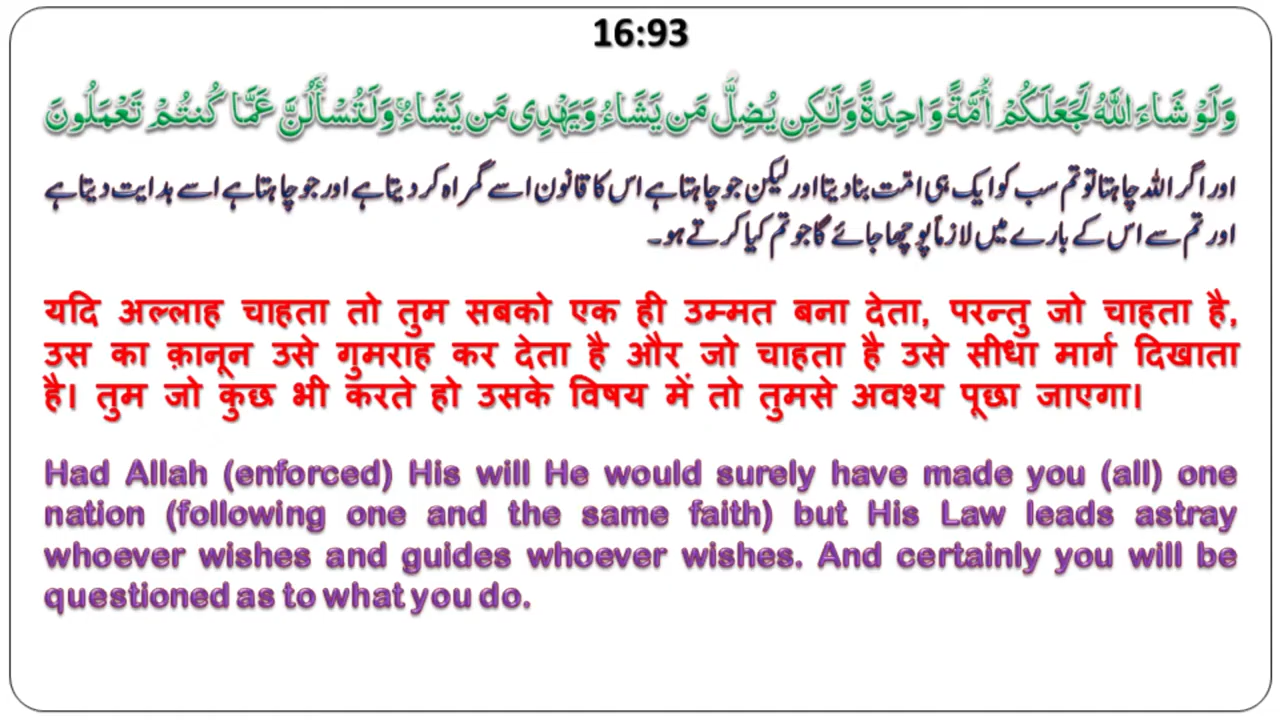 16:93
وَلَوْ شَاءَ اللَّهُ لَجَعَلَكُمْ أُمَّةً وَاحِدَةً وَلَٰكِن يُضِلُّ مَن يَشَاءُ وَيَهْدِي مَن يَشَاءُ ۚ وَلَتُسْأَلُنَّ عَمَّا كُنتُمْ تَعْمَلُونَ
اور اگر اللہ چاہتا تو تم سب کو ایک ہی امّت بنا دیتا اور لیکن جو چاہتا ہے اس کا قانون اسے گمراہ کر دیتا ہے اور جو چاہتا ہے اسے ہدایت دیتا ہے
اور تم سے اس کے بارے میں لازماً پوچھا جائے گا جو تم کیا کرتے ہو۔
यदि अल्लाह चाहता तो तुम सबको एक ही उम्मत बना देता, परन्तु जो चाहता है,
उस का क़ानून उसे गुमराह कर देता है और जो चाहता है उसे सीधा मार्ग दिखाता
है। तुम जो कुछ भी करते हो उसके विषय में तो तुमसे अवश्य पूछा जाएगा।
Had Allah (enforced) His will He would surely have made you (all) one
nation (following one and the same faith) but His Law leads astray
whoever wishes and guides whoever wishes. And certainly you will be
questioned as to what you do.